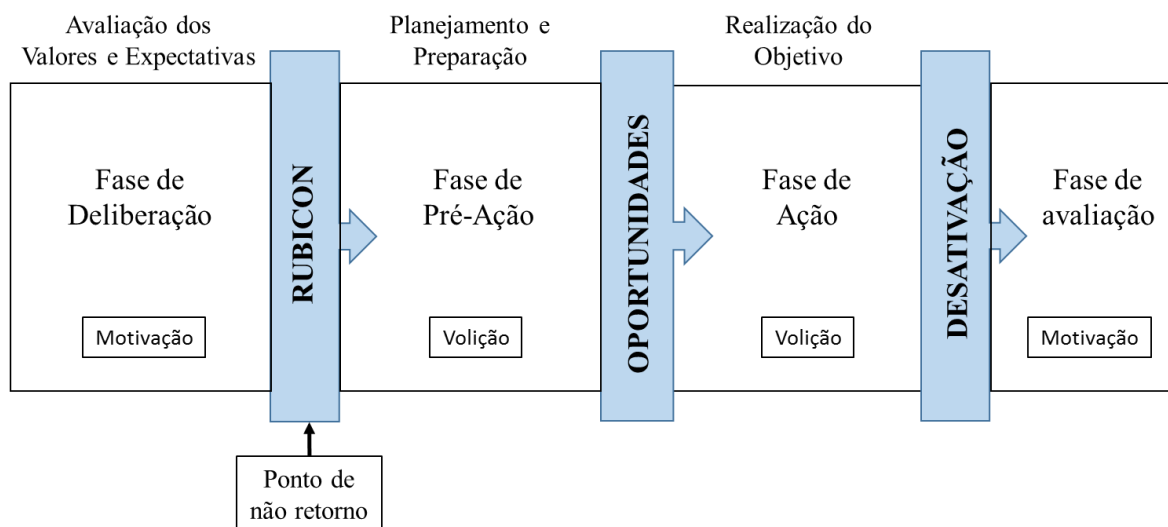 Avaliação dos
Valores e Expectativas
Planejamento e
Preparação
Realização do
Objetivo
Fase de
Deliberação
Motivação
RUBICON
Fase de
Pré-Ação
Volição
OPORTUNIDADES
Fase de
Ação
Volição
DESATIVAÇÃO
Fase de
avaliação
Motivação
Ponto de
não retorno